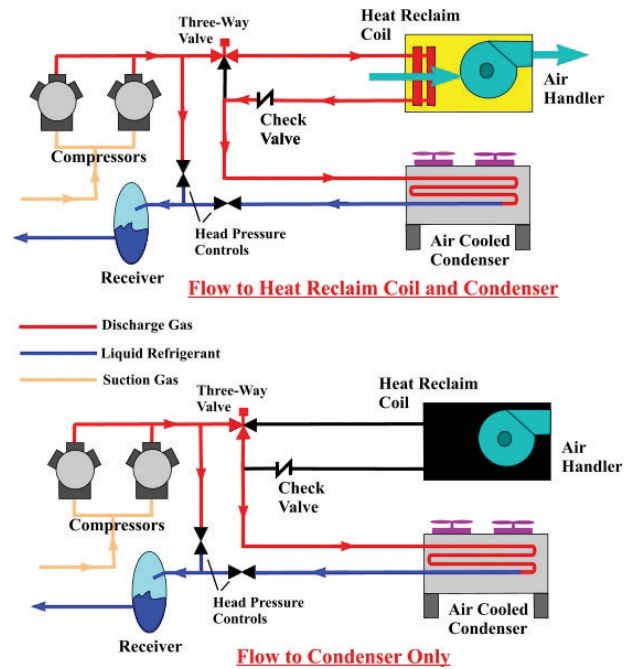 Three-Way
Valve
Heat Reclaim
Coil
Air
Handler
Check
Valve
Compressors
Head Pressure
Controls
Receiver
Air Cooled
Condenser
Flow to Heat Reclaim Coil and Condenser
Discharge Gas
Liquid Refrigerant
Suction Gas
Three-Way
Valve
Heat Reclaim
Coil
Air
Handler
Check
Valve
Compressors
Head Pressure
Controls
Receiver
Air Cooled
Condenser
Flow to Condenser Only